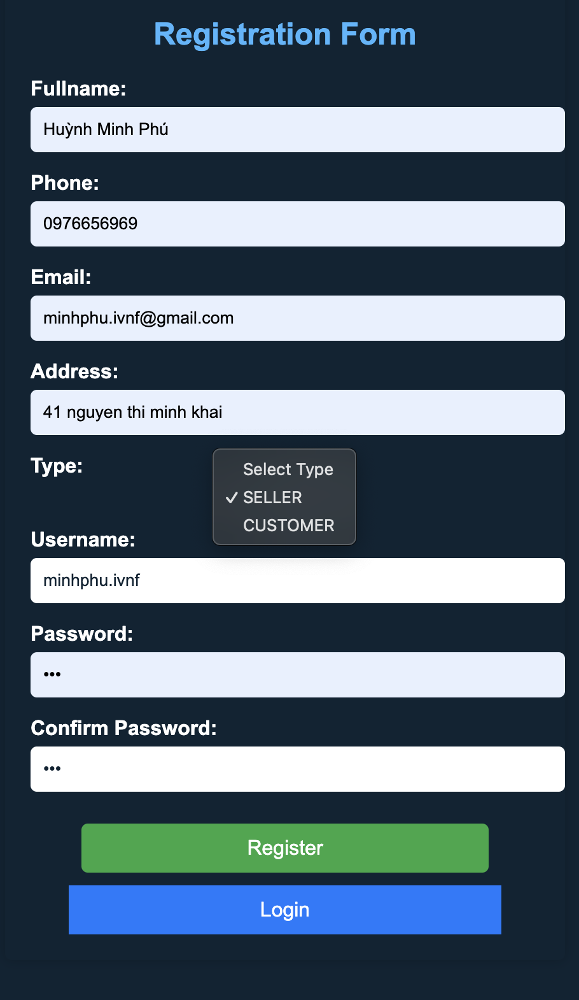 Registration Form
Fullname:
Huỳnh Minh Phú
Phone:
0976656969
Email:
minhphu.ivnf@gmail.com
Address:
41 nguyen thi minh khai
Type:
Select Type
✓ SELLER
CUSTOMER
Username:
minhphu.ivnf
Password:
•••
Confirm Password:
•••
Register
Login